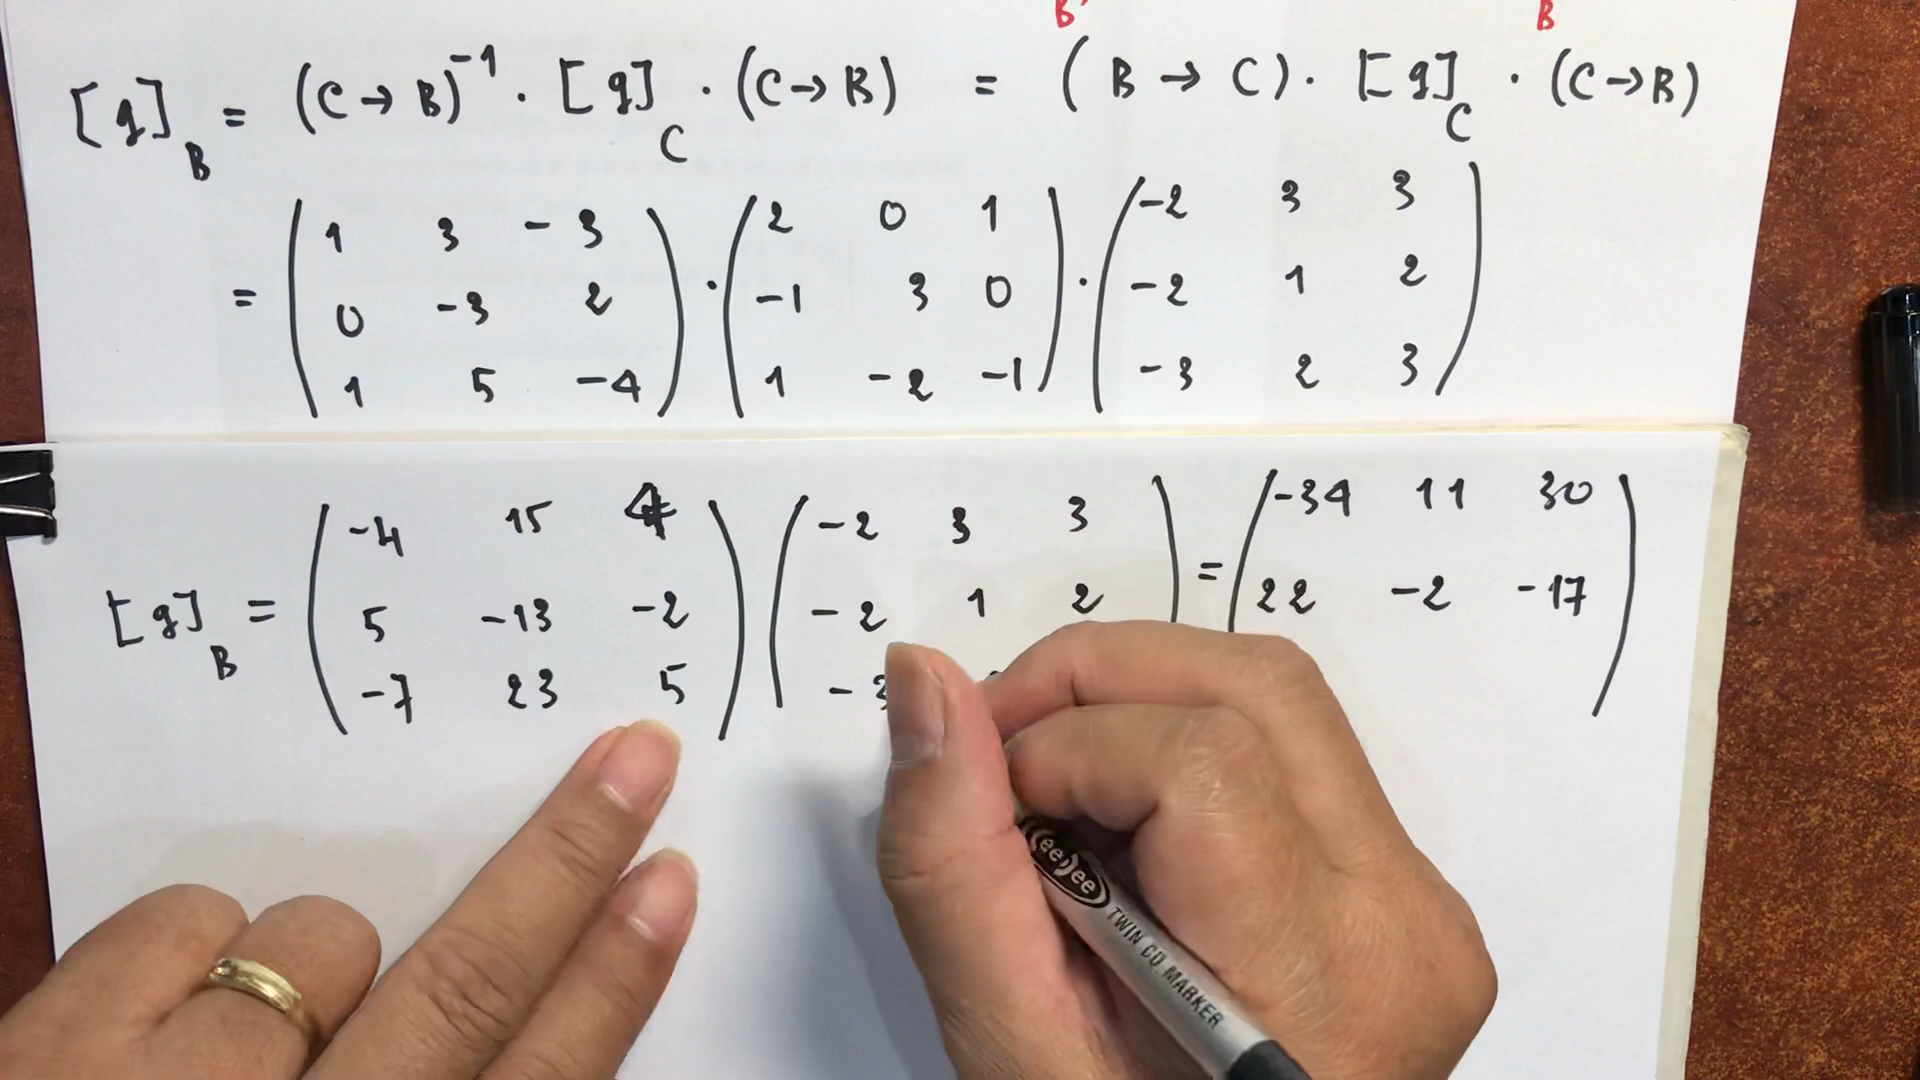 B' B
[g]_B = (C → B)^-1 · [g]_C · (C → B) = (B → C) · [g]_C · (C → B)
= (1 3 -3 · (2 0 1 · (-2 3 3
0 -3 2 -1 3 0 -2 1 2
1 5 -4) 1 -2 -1) -3 2 3)
(-4 15 4 (-2 3 3 (-34 11 30
[g]_B = 5 -13 -2 -2 1 2 = 22 -2 -17
-7 23 5) -3
TWIN CD MARKER